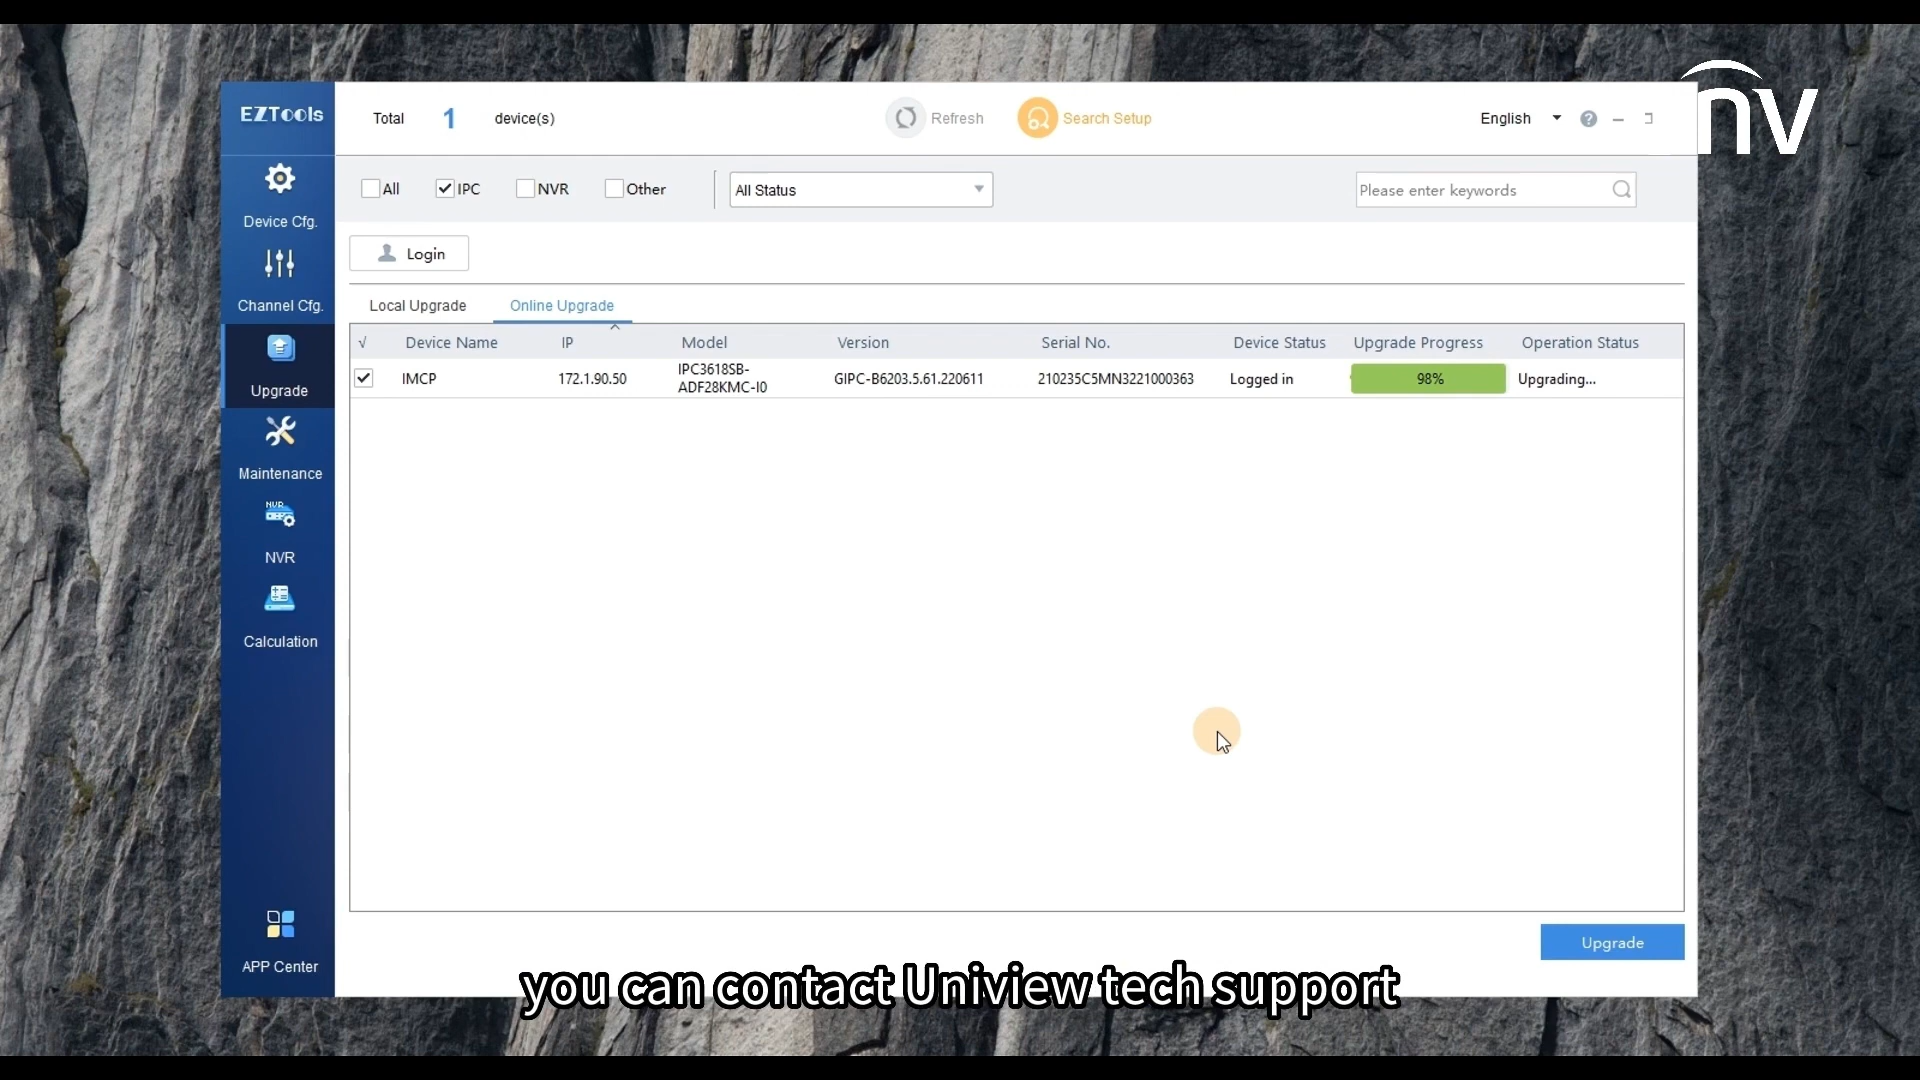 EZTools
Total 1 device(s)
Refresh
Search Setup
English
nv
All
IPC
NVR
Other
All Status
Please enter keywords
Device Cfg.
Login
Channel Cfg.
Local Upgrade
Online Upgrade
√ Device Name IP Model Version Serial No. Device Status Upgrade Progress Operation Status
IMCP 172.1.90.50 IPC3618SB-ADF28KMC-I0 GIPC-B6203.5.61.220611 210235C5MN3221000363 Logged in 98% Upgrading...
Upgrade
Maintenance
NVR
NVR
Calculation
APP Center
Upgrade
you can contact Uniview tech support